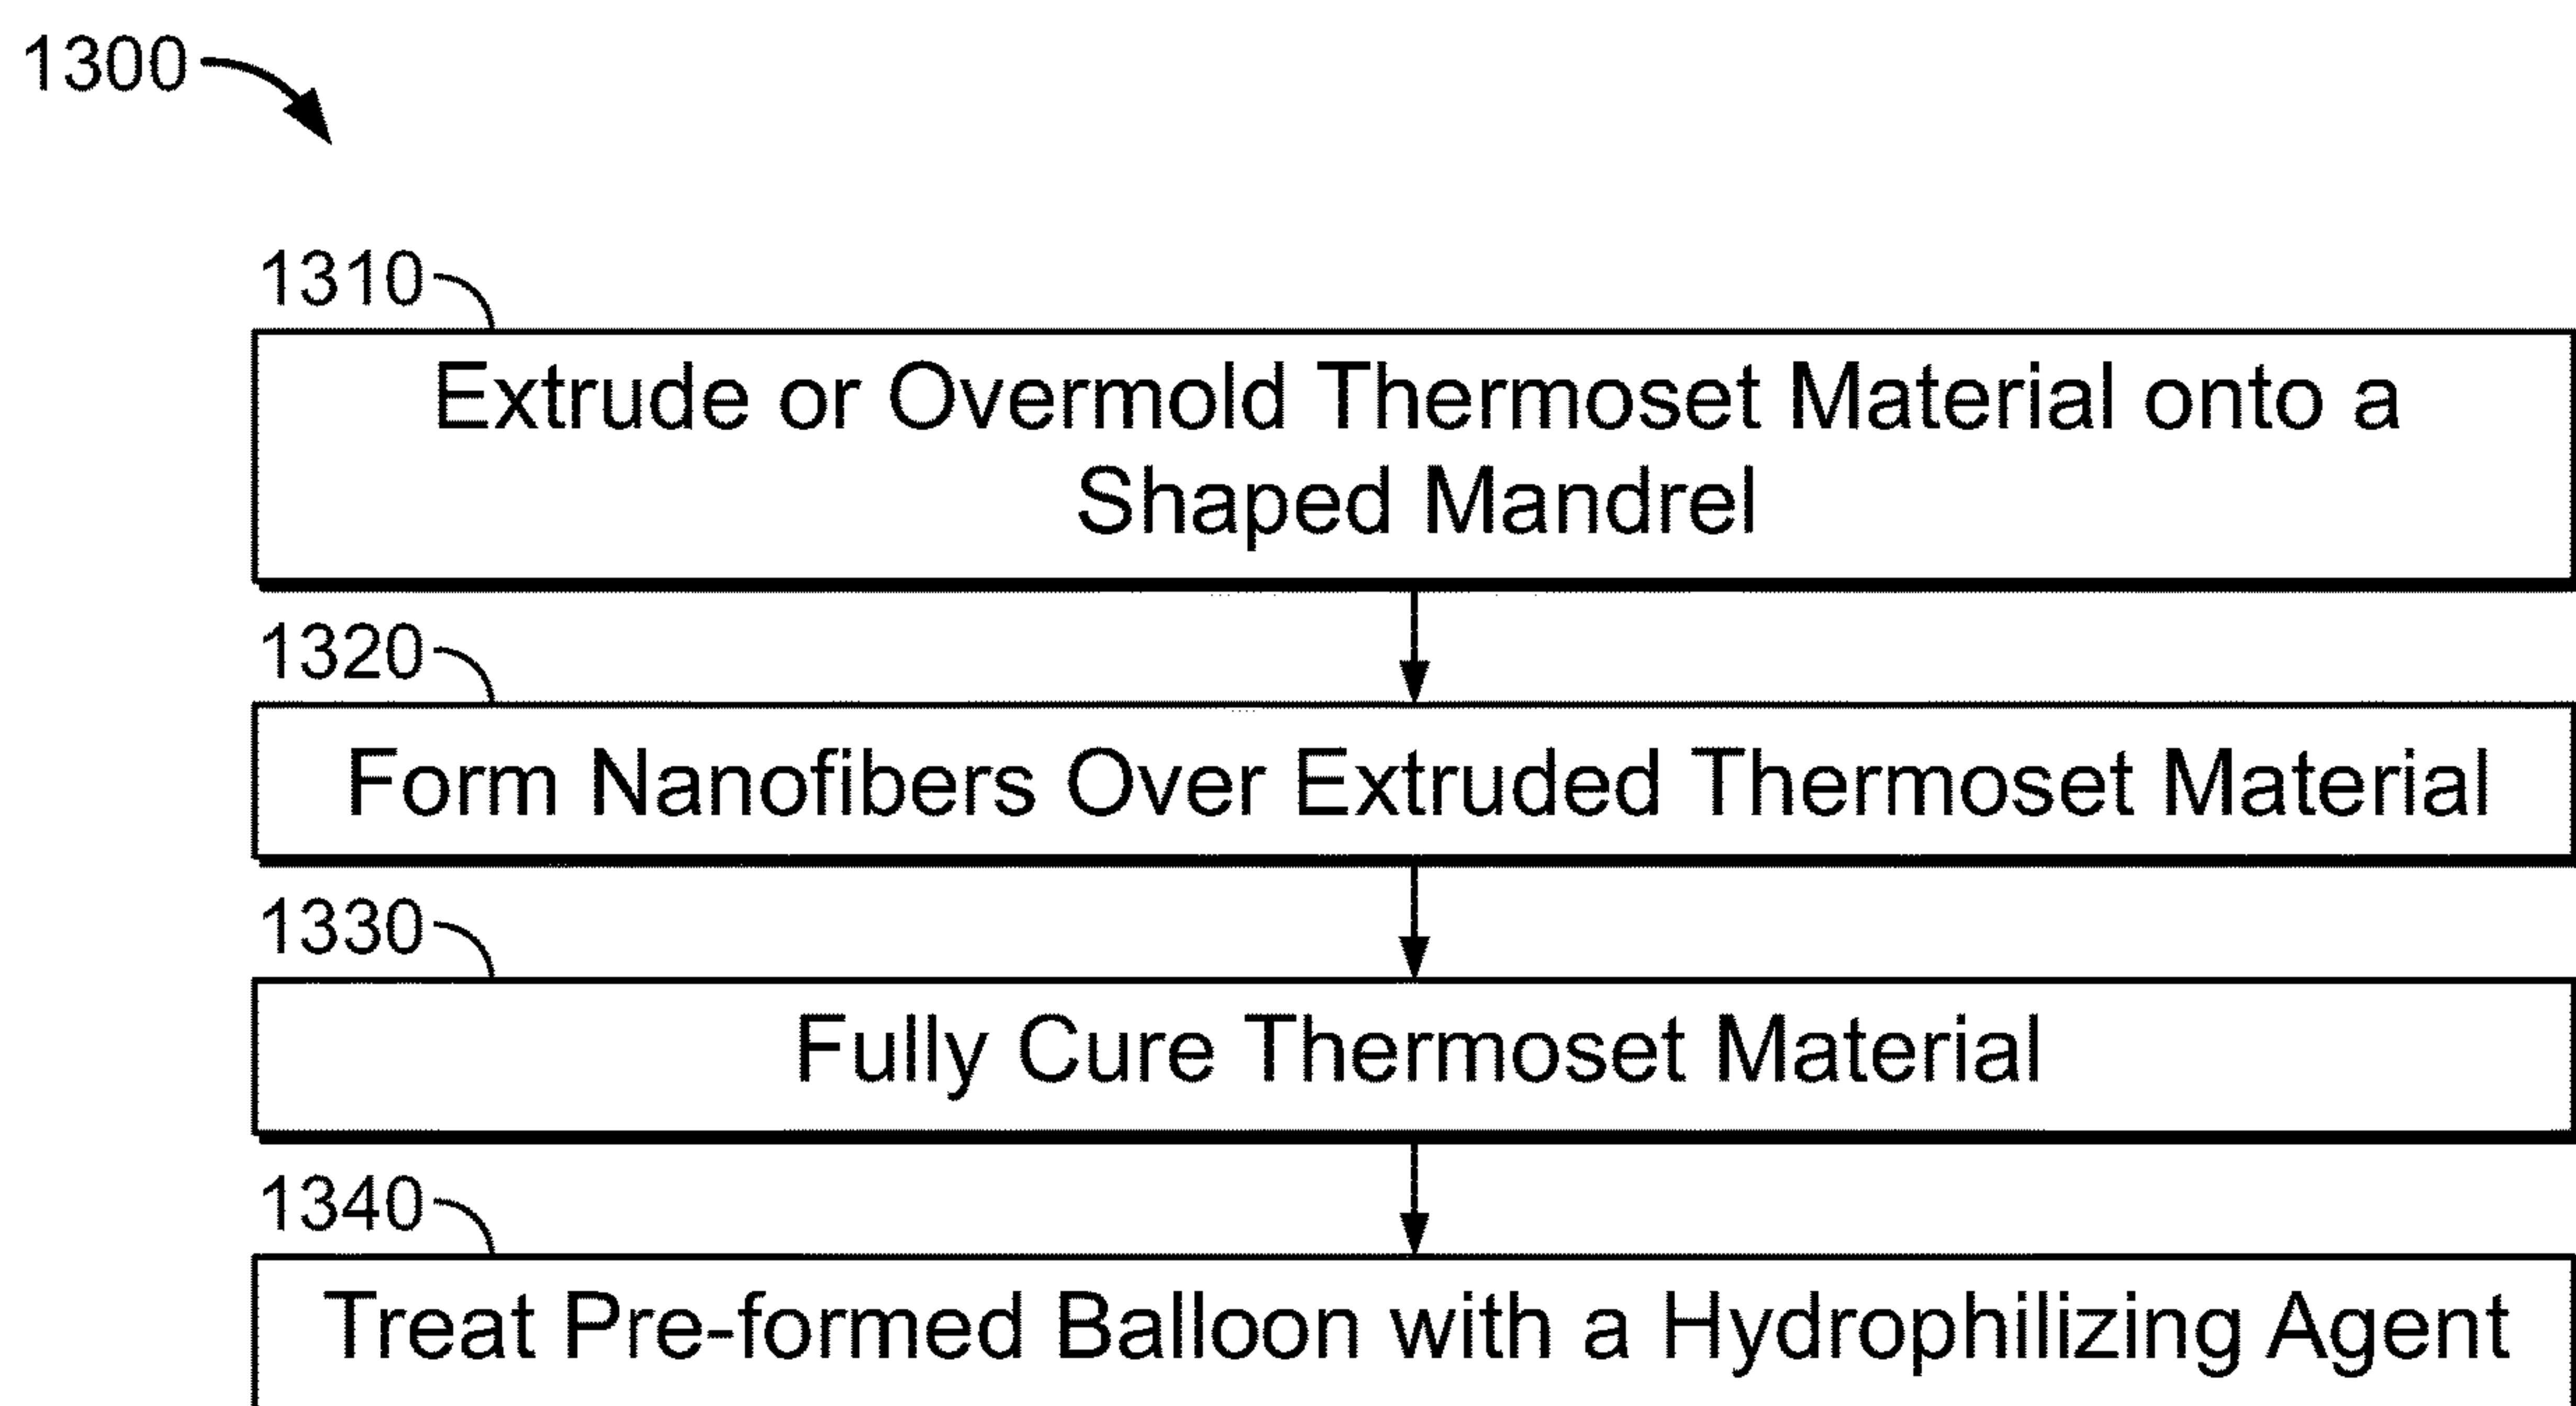 1300
1310
Extrude or Overmold Thermoset Material onto a
Shaped Mandrel
1320
Form Nanofibers Over Extruded Thermoset Material
1330
Fully Cure Thermoset Material
1340
Treat Pre-formed Balloon with a Hydrophilizing Agent